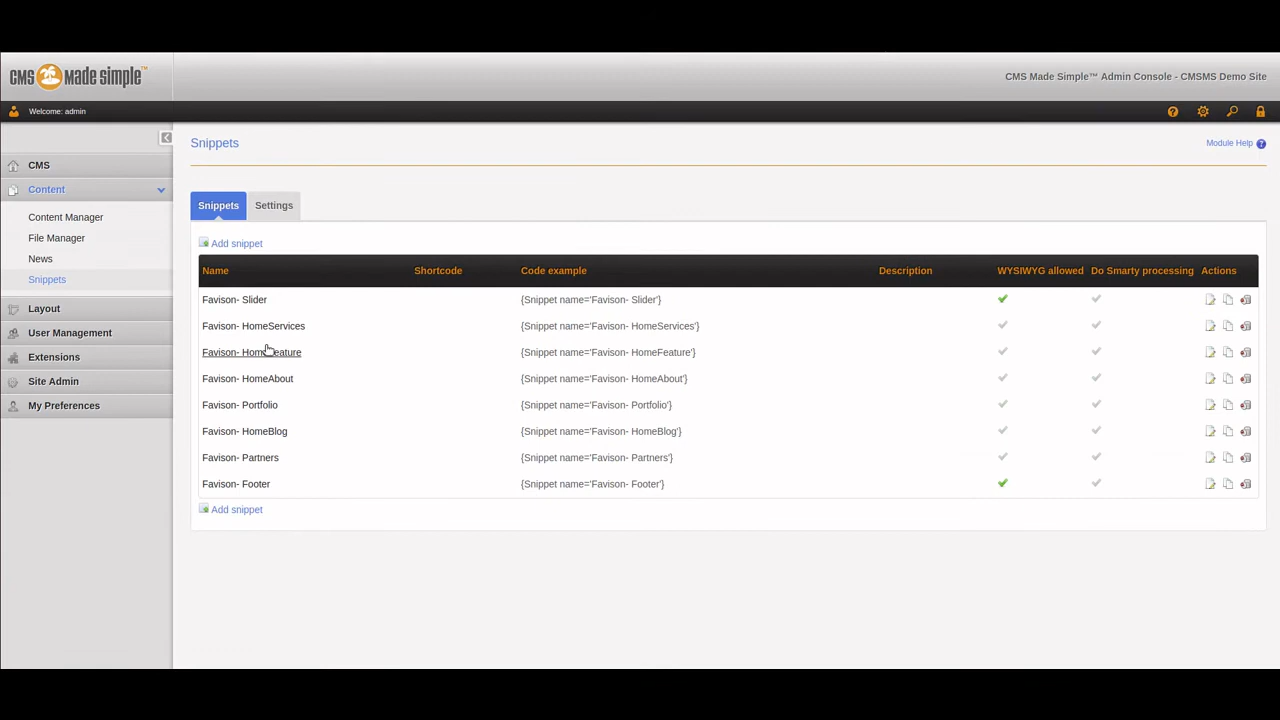 CMS Made Simple™
CMS Made Simple™ Admin Console - CMSMS Demo Site
Welcome: admin
Snippets
Module Help ?
CMS
Content
Content Manager
File Manager
News
Snippets
Layout
User Management
Extensions
Site Admin
My Preferences
Snippets Settings
Add snippet
Name Shortcode Code example Description WYSIWYG allowed Do Smarty processing Actions
Favison- Slider {Snippet name='Favison- Slider'}
Favison- HomeServices {Snippet name='Favison- HomeServices'}
Favison- HomeFeature {Snippet name='Favison- HomeFeature'}
Favison- HomeAbout {Snippet name='Favison- HomeAbout'}
Favison- Portfolio {Snippet name='Favison- Portfolio'}
Favison- HomeBlog {Snippet name='Favison- HomeBlog'}
Favison- Partners {Snippet name='Favison- Partners'}
Favison- Footer {Snippet name='Favison- Footer'}
Add snippet